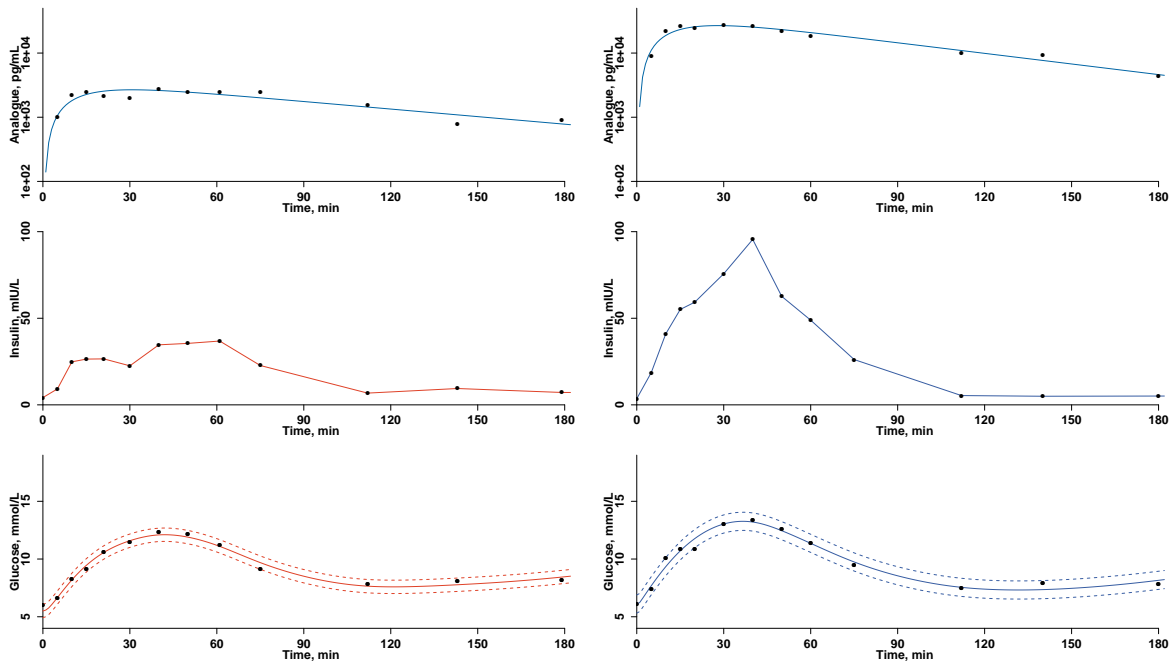 Analogue, pg/mL
1e+02 1e+03 1e+04
0 30 60 90 120 150 180
Time, min
Analogue, pg/mL
1e+02 1e+03 1e+04
0 30 60 90 120 150 180
Time, min
Insulin, mIU/L
0 50 100
0 30 60 90 120 150 180
Time, min
Insulin, mIU/L
0 50 100
0 30 60 90 120 150 180
Time, min
Glucose, mmol/L
5 10 15
0 30 60 90 120 150 180
Time, min
Glucose, mmol/L
5 10 15
0 30 60 90 120 150 180
Time, min